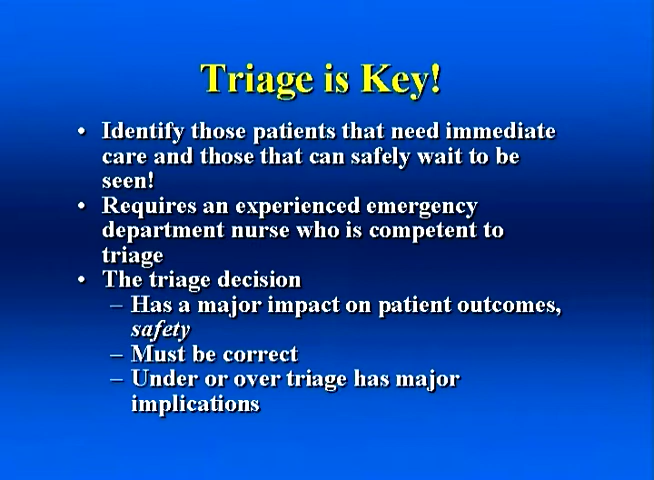 Triage is Key!
• Identify those patients that need immediate
care and those that can safely wait to be
seen!
• Requires an experienced emergency
department nurse who is competent to
triage
• The triage decision
– Has a major impact on patient outcomes,
safety
– Must be correct
– Under or over triage has major
implications